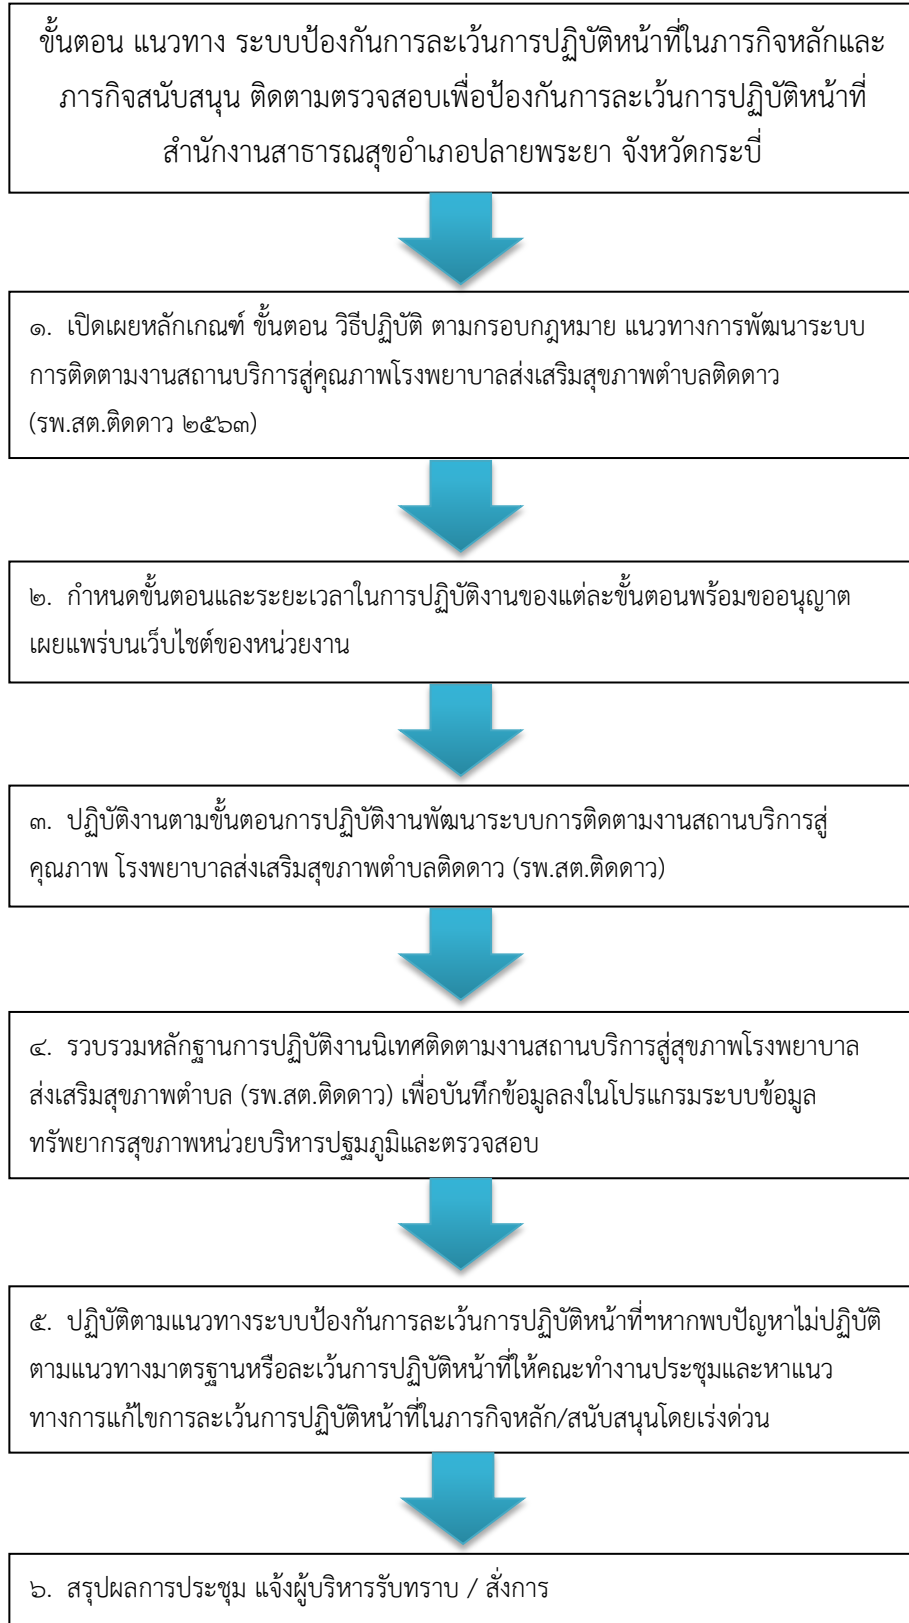 ขั้นตอน แนวทาง ระบบป้องกันการละเว้นการปฏิบัติหน้าที่ในภารกิจหลักและ
ภารกิจสนับสนุน ติดตามตรวจสอบเพื่อป้องกันการละเว้นการปฏิบัติหน้าที่
สำนักงานสาธารณสุขอำเภอปลายพระยา จังหวัดกระบี่
๑. เปิดเผยหลักเกณฑ์ ขั้นตอน วิธีปฏิบัติ ตามกรอบกฎหมาย แนวทางการพัฒนาระบบ
การติดตามงานสถานบริการสู่คุณภาพโรงพยาบาลส่งเสริมสุขภาพตำบลติดดาว
(รพ.สต.ติดดาว ๒๕๖๓)
๒. กำหนดขั้นตอนและระยะเวลาในการปฏิบัติงานของแต่ละขั้นตอนพร้อมขออนุญาต
เผยแพร่บนเว็บไชต์ของหน่วยงาน
๓. ปฏิบัติงานตามขั้นตอนการปฏิบัติงานพัฒนาระบบการติดตามงานสถานบริการสู่
คุณภาพ โรงพยาบาลส่งเสริมสุขภาพตำบลติดดาว (รพ.สต.ติดดาว)
๔. รวบรวมหลักฐานการปฏิบัติงานนิเทศติดตามงานสถานบริการสู่สุขภาพโรงพยาบาล
ส่งเสริมสุขภาพตำบล (รพ.สต.ติดดาว) เพื่อบันทึกข้อมูลลงในโปรแกรมระบบข้อมูล
ทรัพยากรสุขภาพหน่วยบริหารปฐมภูมิและตรวจสอบ
๕. ปฏิบัติตามแนวทางระบบป้องกันการละเว้นการปฏิบัติหน้าที่ฯหากพบปัญหาไม่ปฏิบัติ
ตามแนวทางมาตรฐานหรือละเว้นการปฏิบัติหน้าที่ให้คณะทำงานประชุมและหาแนว
ทางการแก้ไขการละเว้นการปฏิบัติหน้าที่ในภารกิจหลัก/สนับสนุนโดยเร่งด่วน
๖. สรุปผลการประชุม แจ้งผู้บริหารรับทราบ / สั่งการ